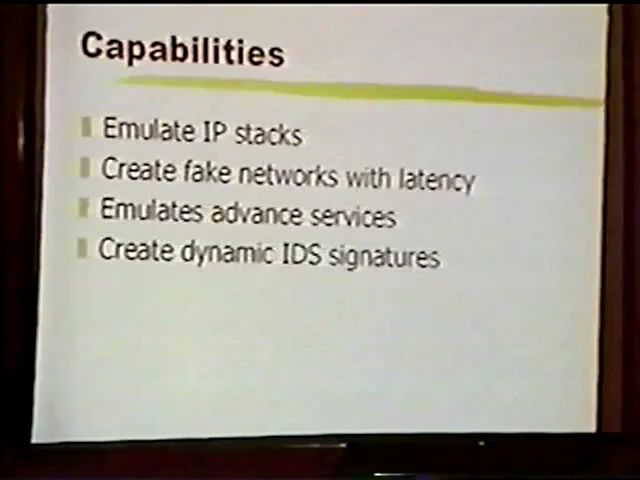 Capabilities
Emulate IP stacks
Create fake networks with latency
Emulates advance services
Create dynamic IDS signatures